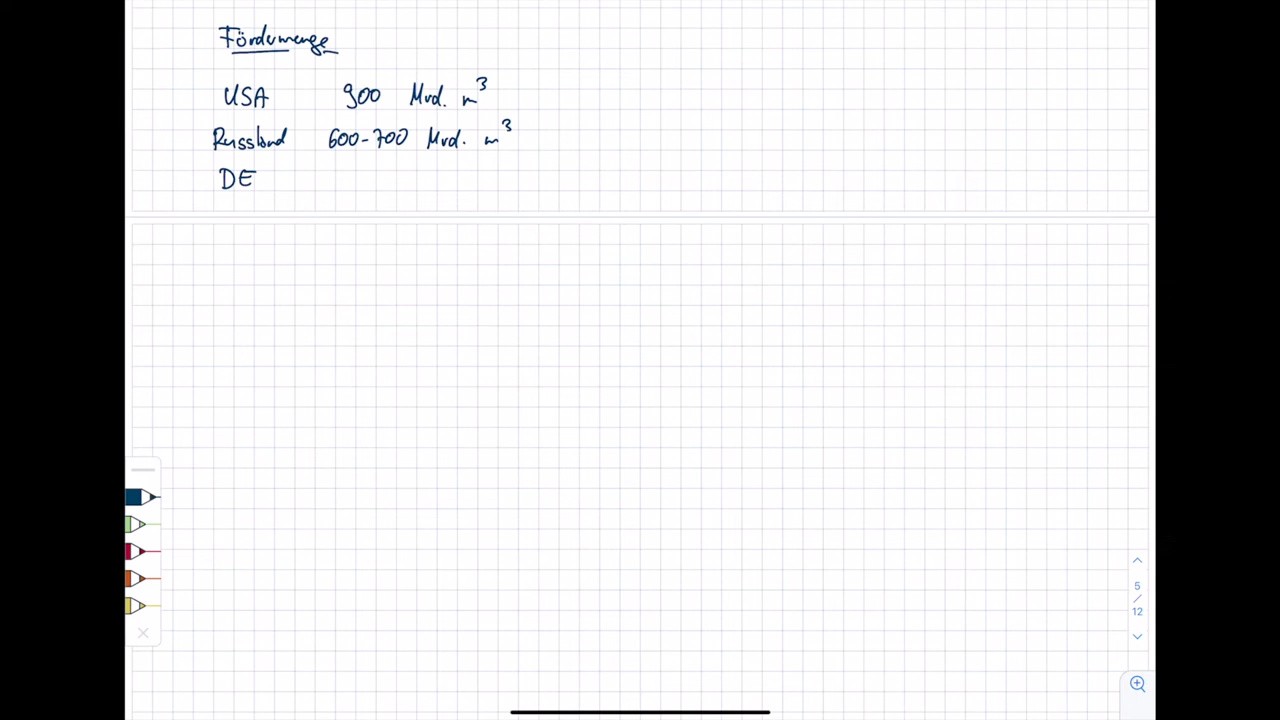 Fördermenge
USA 900 Mrd. m³
Russland 600-700 Mrd. m³
DE
5
/
12